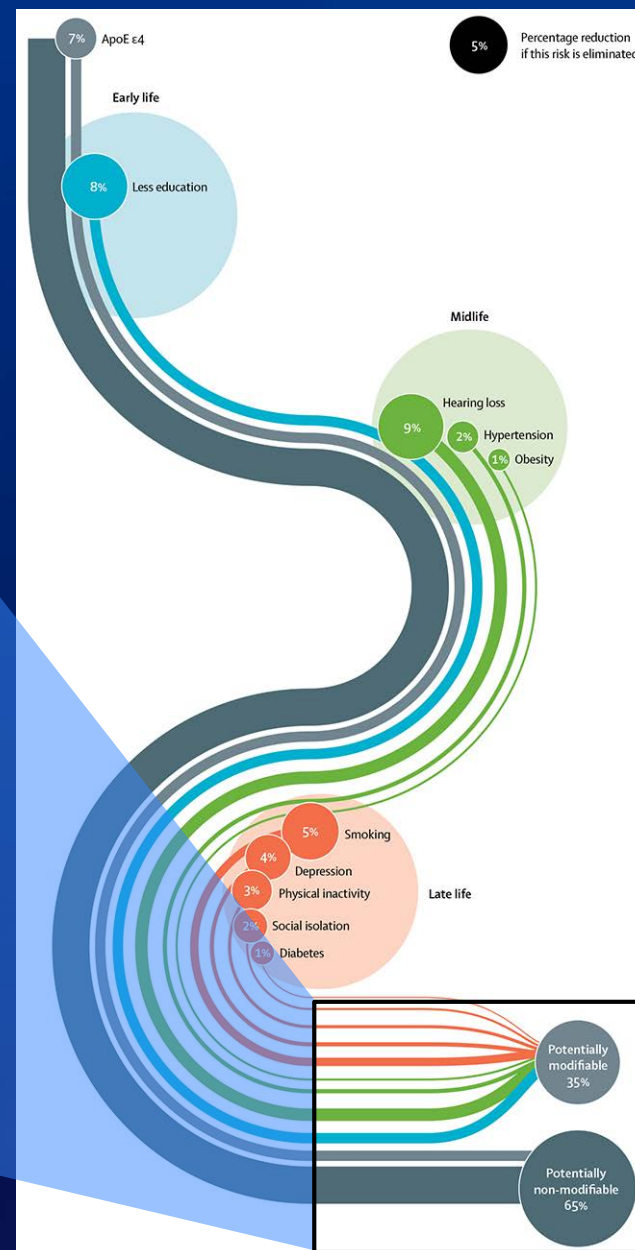 7% ApoE ε4
5%
Percentage reduction
if this risk is eliminated
Early life
8% Less education
Midlife
Hearing loss
9%
2% Hypertension
1% Obesity
5% Smoking
4% Depression
3% Physical inactivity
2% Social isolation
1% Diabetes
Late life
Potentially
modifiable
35%
Potentially
non-modifiable
65%